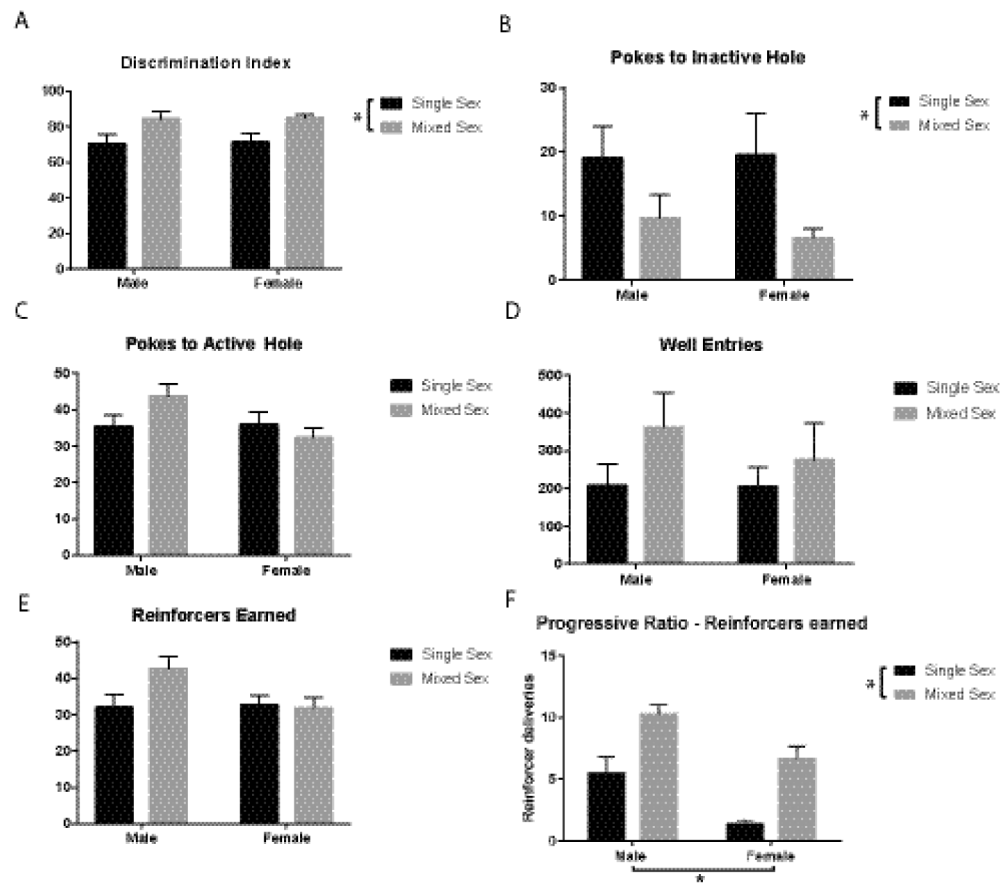 A
Discrimination Index
100
80
60
40
20
0
Male Female
* Single Sex
Mixed Sex
B
Pokes to Inactive Hole
30
20
10
0
Male Female
* Single Sex
Mixed Sex
C
Pokes to Active Hole
50
40
30
20
10
0
Male Female
Single Sex
Mixed Sex
D
Well Entries
500
400
300
200
100
0
Male Female
Single Sex
Mixed Sex
E
Reinforcers Earned
50
40
30
20
10
0
Male Female
Single Sex
Mixed Sex
F
Progressive Ratio - Reinforcers earned
Reinforcer deliveries
15
10
5
0
Male Female
*
* Single Sex
Mixed Sex